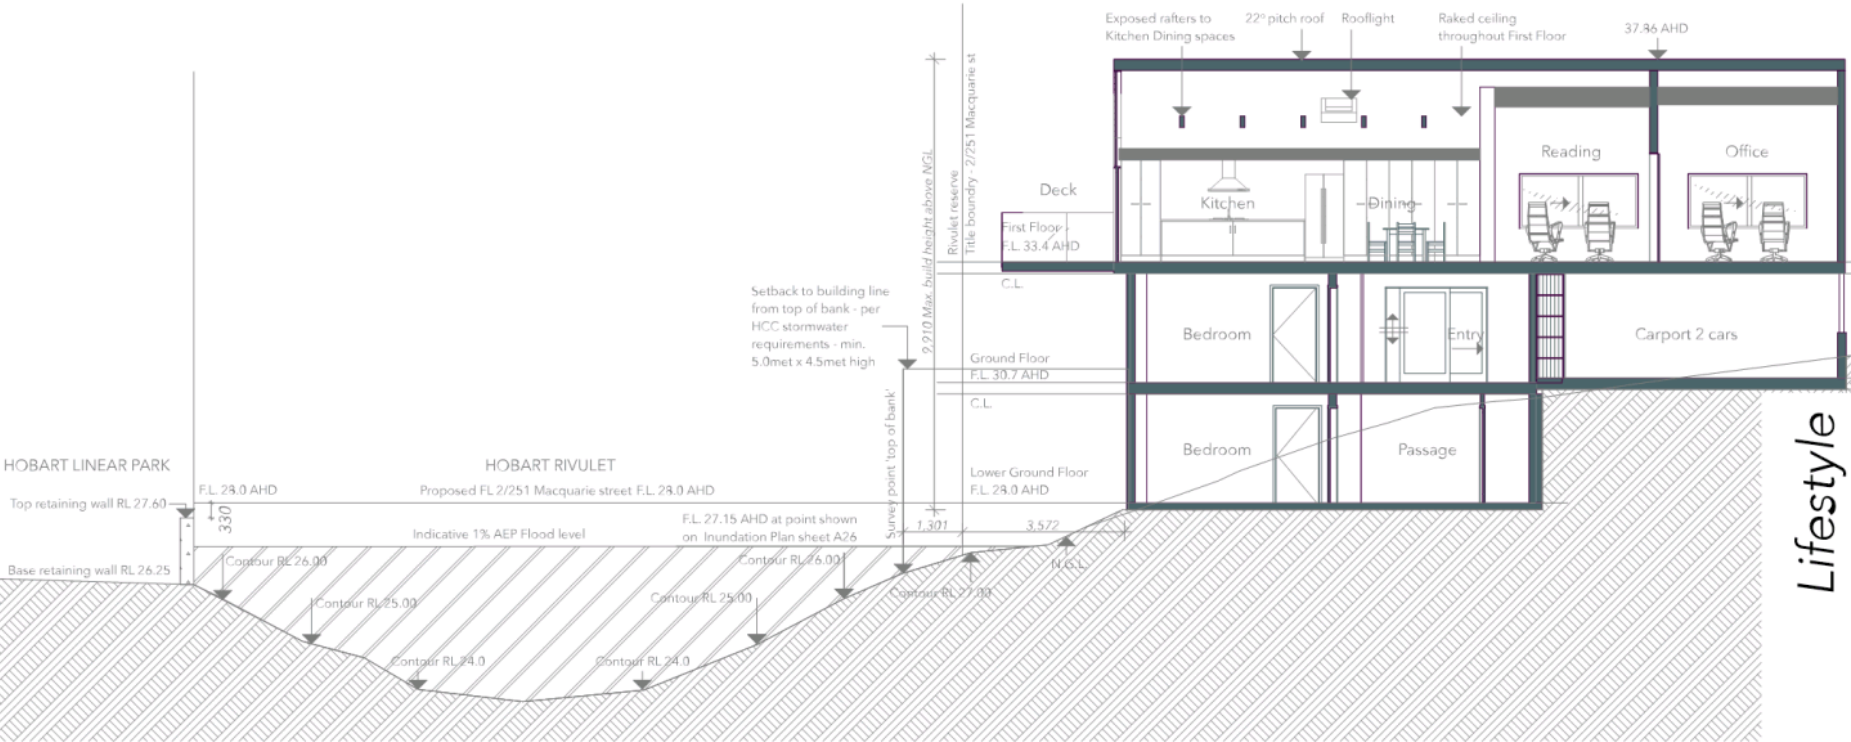 Exposed rafters to
Kitchen Dining spaces
22° pitch roof
Rooflight
Raked ceiling
throughout First Floor
37.86 AHD
Reading
Office
Deck
Kitchen
Dining
First Floor
F.L. 33.4 AHD
C.L.
9,910 Max. build height above NGL
Rivulet reserve
Title boundry - 2/251 Macquarie st
Setback to building line
from top of bank - per
HCC stormwater
requirements - min.
5.0met x 4.5met high
Bedroom
Entry
Carport 2 cars
Ground Floor
F.L. 30.7 AHD
C.L.
Survey point 'top of bank'
Bedroom
Passage
Lifestyle
HOBART LINEAR PARK
HOBART RIVULET
Lower Ground Floor
F.L. 28.0 AHD
F.L. 28.0 AHD
Proposed FL 2/251 Macquarie street F.L. 28.0 AHD
Top retaining wall RL 27.60
330
Indicative 1% AEP Flood level
F.L. 27.15 AHD at point shown
on Inundation Plan sheet A26
1,301
3,572
Base retaining wall RL 26.25
Contour RL 26.00
Contour RL 26.00
N.G.L.
Contour RL 27.00
Contour RL 25.00
Contour RL 25.00
Contour RL 24.0
Contour RL 24.0